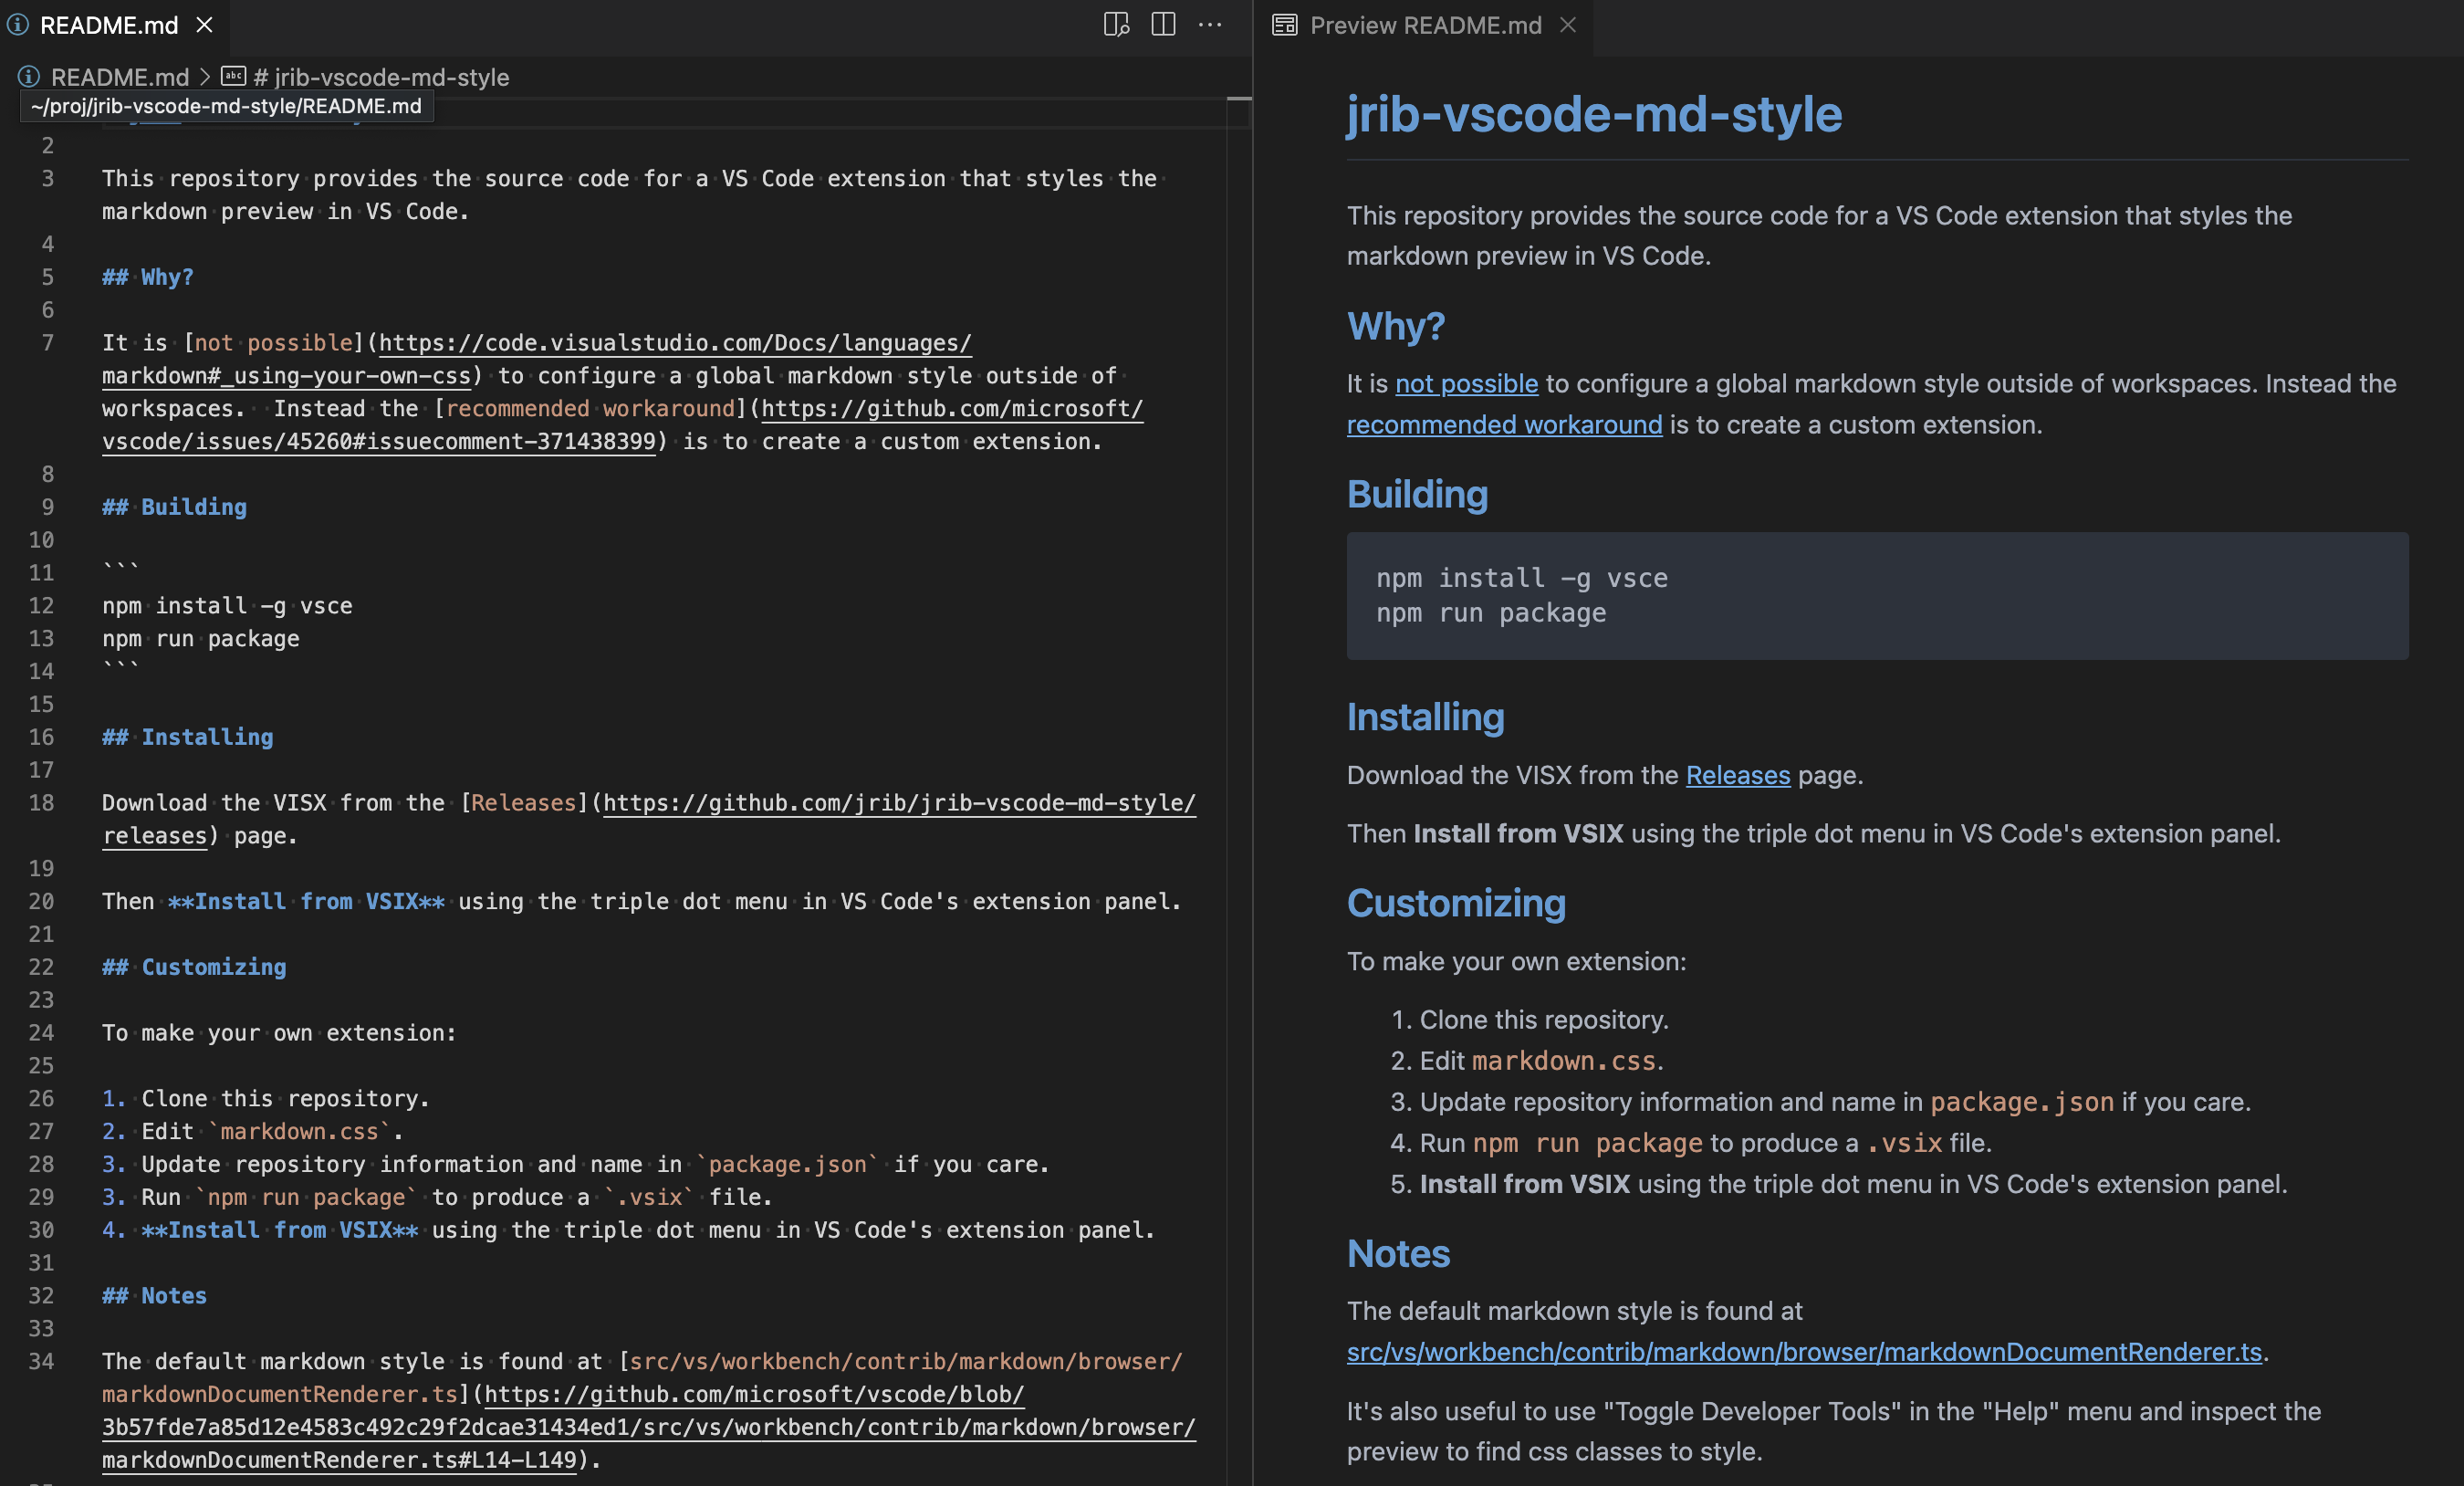 README.md
README.md > # jrib-vscode-md-style
~/proj/jrib-vscode-md-style/README.md
2
3 This repository provides the source code for a VS Code extension that styles the
markdown preview in VS Code.
4
5 ## Why?
6
7 It is [not possible](https://code.visualstudio.com/Docs/languages/
markdown#_using-your-own-css) to configure a global markdown style outside of
workspaces.  Instead the [recommended workaround](https://github.com/microsoft/
vscode/issues/45260#issuecomment-371438399) is to create a custom extension.
8
9 ## Building
10
11 ```
12 npm install -g vsce
13 npm run package
14 ```
15
16 ## Installing
17
18 Download the VISX from the [Releases](https://github.com/jrib/jrib-vscode-md-style/
releases) page.
19
20 Then **Install from VSIX** using the triple dot menu in VS Code's extension panel.
21
22 ## Customizing
23
24 To make your own extension:
25
26 1. Clone this repository.
27 2. Edit `markdown.css`.
28 3. Update repository information and name in `package.json` if you care.
29 3. Run `npm run package` to produce a `.vsix` file.
30 4. **Install from VSIX** using the triple dot menu in VS Code's extension panel.
31
32 ## Notes
33
34 The default markdown style is found at [src/vs/workbench/contrib/markdown/browser/
markdownDocumentRenderer.ts](https://github.com/microsoft/vscode/blob/
3b57fde7a85d12e4583c492c29f2dcae31434ed1/src/vs/workbench/contrib/markdown/browser/
markdownDocumentRenderer.ts#L14-L149).
Preview README.md
jrib-vscode-md-style
This repository provides the source code for a VS Code extension that styles the
markdown preview in VS Code.
Why?
It is not possible to configure a global markdown style outside of workspaces. Instead the
recommended workaround is to create a custom extension.
Building
npm install -g vsce
npm run package
Installing
Download the VISX from the Releases page.
Then Install from VSIX using the triple dot menu in VS Code's extension panel.
Customizing
To make your own extension:
1. Clone this repository.
2. Edit markdown.css.
3. Update repository information and name in package.json if you care.
4. Run npm run package to produce a .vsix file.
5. Install from VSIX using the triple dot menu in VS Code's extension panel.
Notes
The default markdown style is found at
src/vs/workbench/contrib/markdown/browser/markdownDocumentRenderer.ts.
It's also useful to use "Toggle Developer Tools" in the "Help" menu and inspect the
preview to find css classes to style.